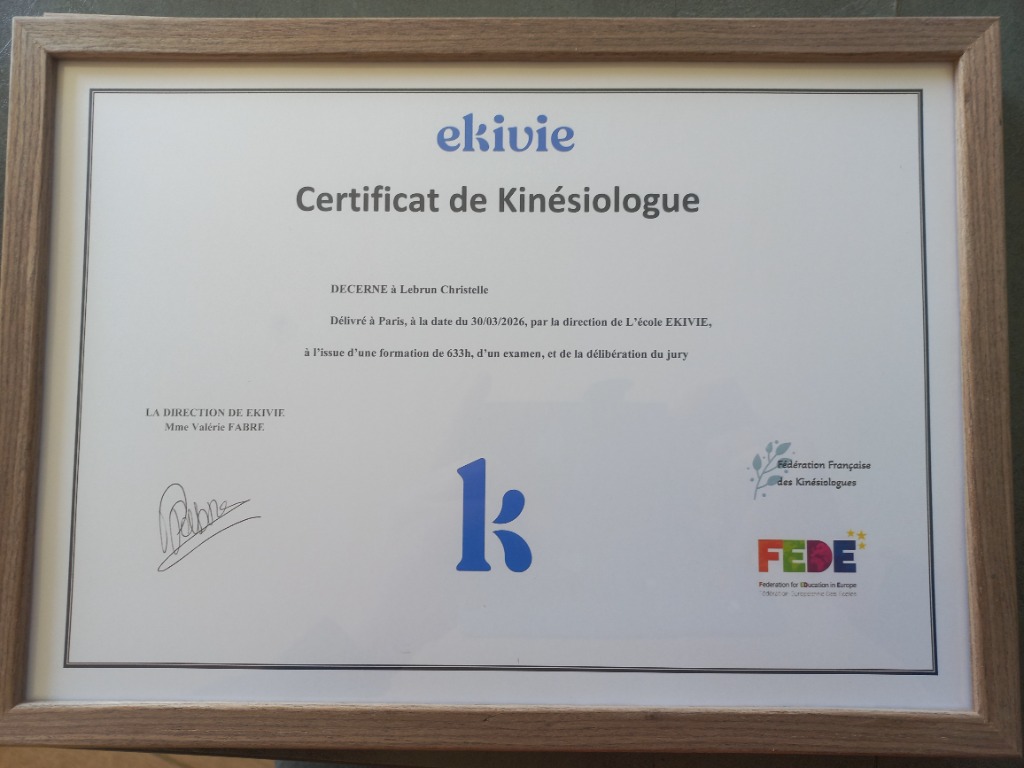 ekivie
Certificat de Kinésiologue
DECERNE à Lebrun Christelle
Délivré à Paris, à la date du 30/03/2026, par la direction de L'école EKIVIE,
à l'issue d'une formation de 633h, d'un examen, et de la délibération du jury
LA DIRECTION DE EKIVIE
Mme Valérie FABRE
k
Fédération Française
des Kinésiologues
FEDE
Federation for EDucation in Europe